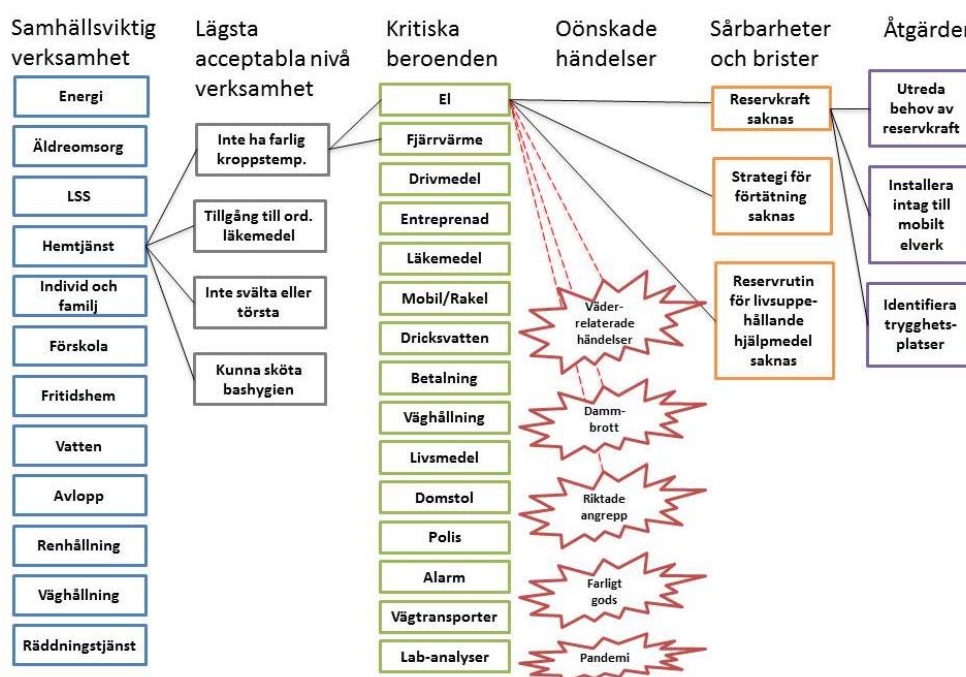 Samhällsviktig
verksamhet
Energi
Äldreomsorg
LSS
Hemtjänst
Individ och
familj
Förskola
Fritidshem
Vatten
Avlopp
Renhållning
Väghållning
Räddningstjänst
Lägsta
acceptabla nivå
verksamhet
Inte ha farlig
kroppstemp.
Tillgång till ord.
läkemedel
Inte svälta eller
törsta
Kunna sköta
bashygien
Kritiska
beroenden
El
Fjärrvärme
Drivmedel
Entreprenad
Läkemedel
Mobil/Rakel
Dricksvatten
Betalning
Väghållning
Livsmedel
Domstol
Polis
Alarm
Vägtransporter
Lab-analyser
Oönskade
händelser
Väder-
relaterade
händelser
Damm-
brott
Riktade
angrepp
Farligt
gods
Pandemi
Sårbarheter
och brister
Reservkraft
saknas
Strategi för
förtätning
saknas
Reservrutin
för livsuppe-
hållande
hjälpmedel
saknas
Åtgärder
Utreda
behov av
reservkraft
Installera
intag till
mobilt
elverk
Identifiera
trygghets-
platser